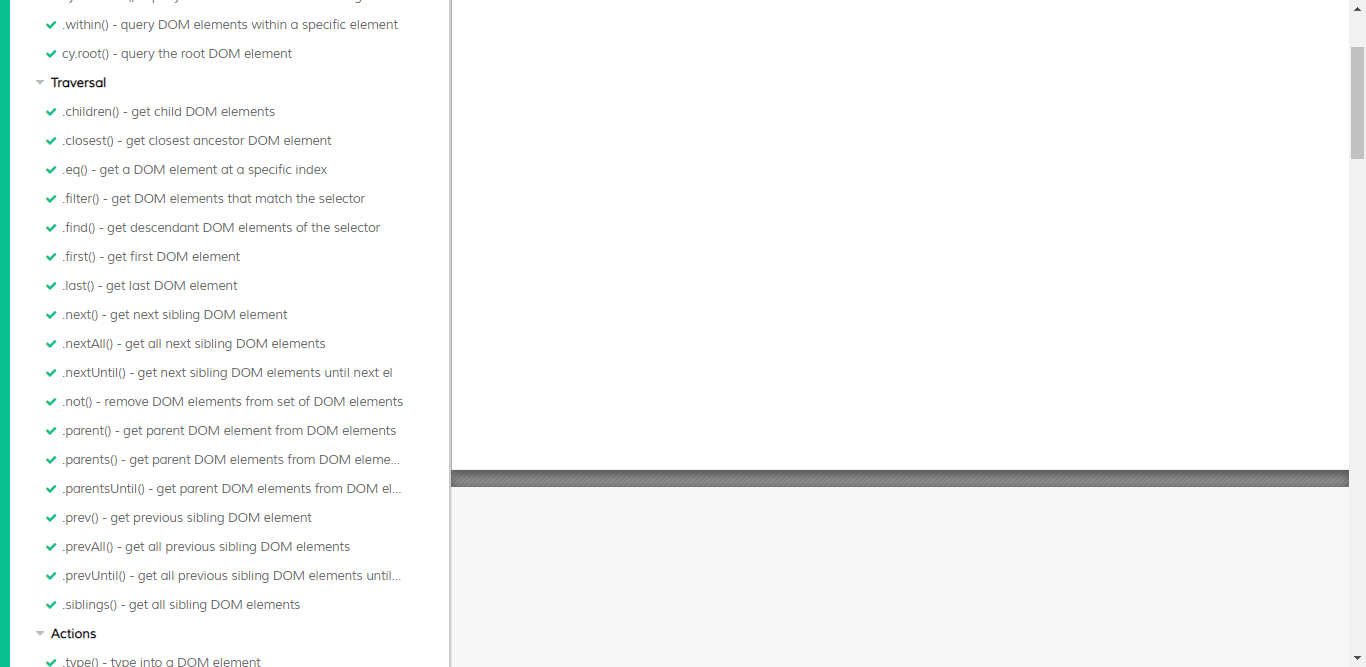 .within() - query DOM elements within a specific element
cy.root() - query the root DOM element
Traversal
.children() - get child DOM elements
.closest() - get closest ancestor DOM element
.eq() - get a DOM element at a specific index
.filter() - get DOM elements that match the selector
.find() - get descendant DOM elements of the selector
.first() - get first DOM element
.last() - get last DOM element
.next() - get next sibling DOM element
.nextAll() - get all next sibling DOM elements
.nextUntil() - get next sibling DOM elements until next el
.not() - remove DOM elements from set of DOM elements
.parent() - get parent DOM element from DOM elements
.parents() - get parent DOM elements from DOM eleme...
.parentsUntil() - get parent DOM elements from DOM el...
.prev() - get previous sibling DOM element
.prevAll() - get all previous sibling DOM elements
.prevUntil() - get all previous sibling DOM elements until...
.siblings() - get all sibling DOM elements
Actions
.type() - type into a DOM element